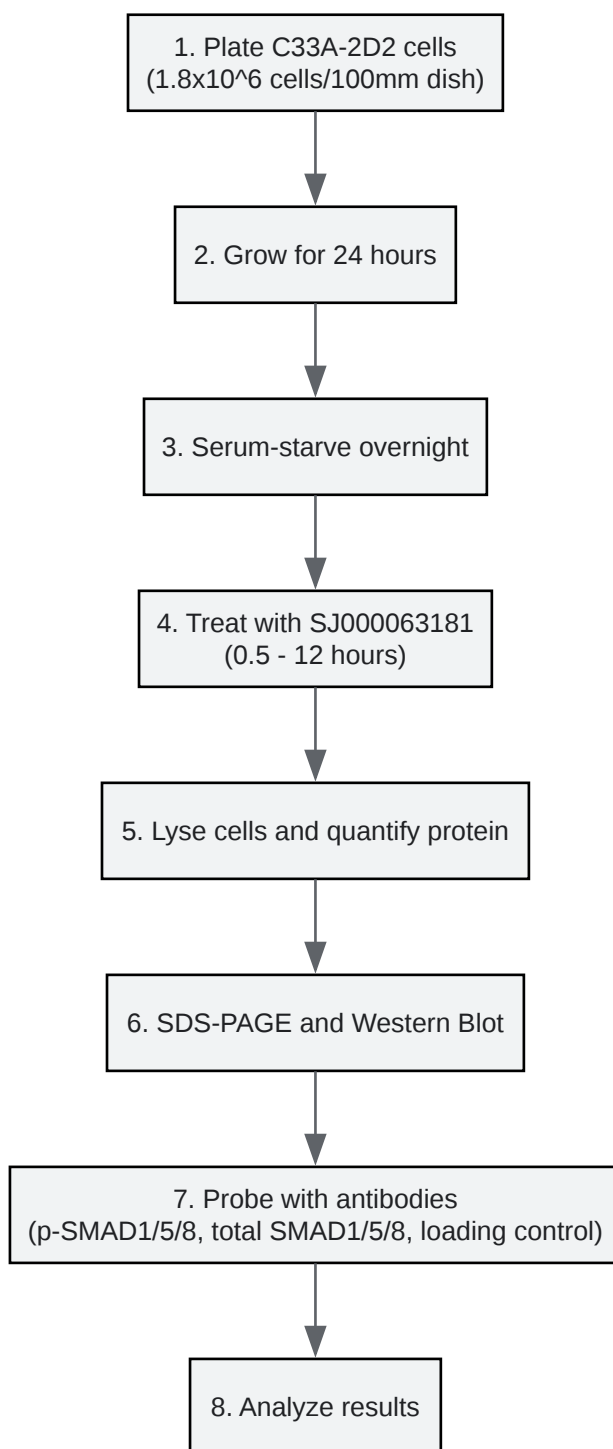 1. Plate C33A-2D2 cells
(1.8x10^6 cells/100mm dish)
2. Grow for 24 hours
3. Serum-starve overnight
4. Treat with SJ000063181
(0.5 - 12 hours)
5. Lyse cells and quantify protein
6. SDS-PAGE and Western Blot
7. Probe with antibodies
(p-SMAD1/5/8, total SMAD1/5/8, loading control)
8. Analyze results